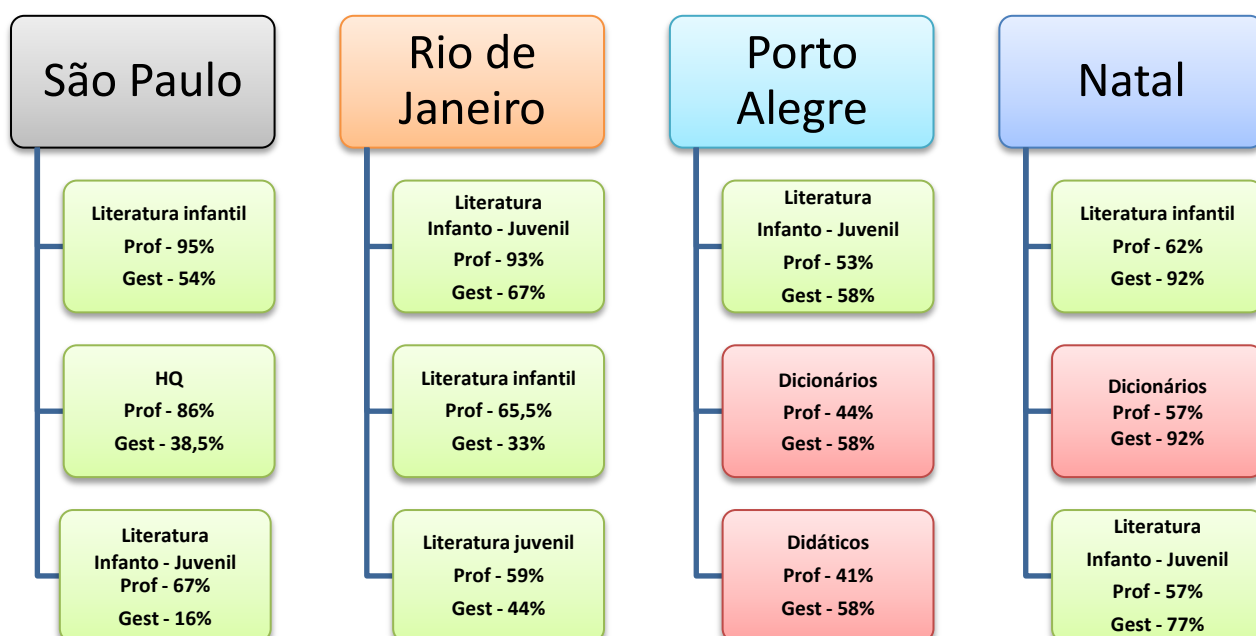 São Paulo
Literatura infantil
Prof - 95%
Gest - 54%
HQ
Prof - 86%
Gest - 38,5%
Literatura
Infanto - Juvenil
Prof - 67%
Gest - 16%
Rio de
Janeiro
Literatura
Infanto - Juvenil
Prof - 93%
Gest - 67%
Literatura infantil
Prof - 65,5%
Gest - 33%
Literatura juvenil
Prof - 59%
Gest - 44%
Porto
Alegre
Literatura
Infanto - Juvenil
Prof - 53%
Gest - 58%
Dicionários
Prof - 44%
Gest - 58%
Didáticos
Prof - 41%
Gest - 58%
Natal
Literatura infantil
Prof - 62%
Gest - 92%
Dicionários
Prof - 57%
Gest - 92%
Literatura
Infanto - Juvenil
Prof - 57%
Gest - 77%